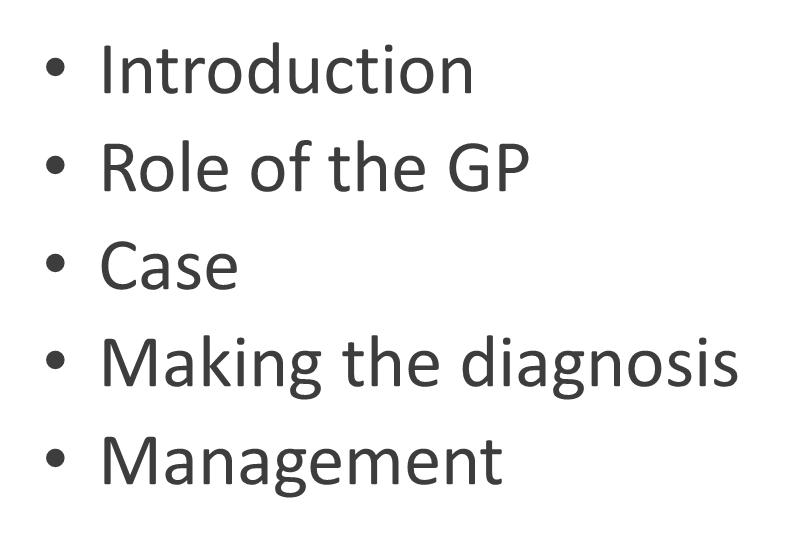 • Introduction
• Role of the GP
• Case
• Making the diagnosis
• Management